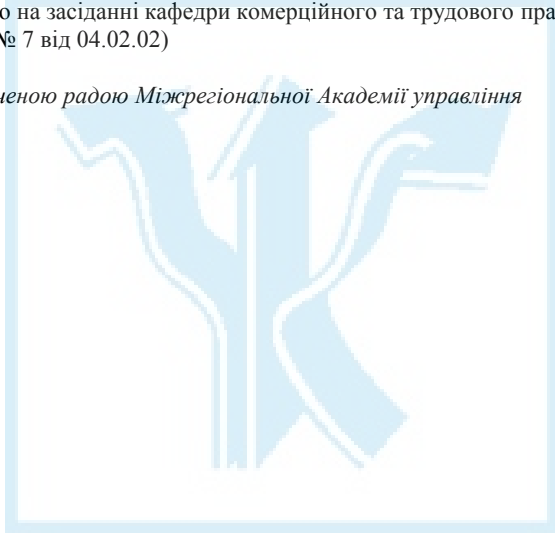 о на засіданні кафедри комерційного та трудового пра
№ 7 від 04.02.02)
ченою радою Міжрегіональної Академії управління